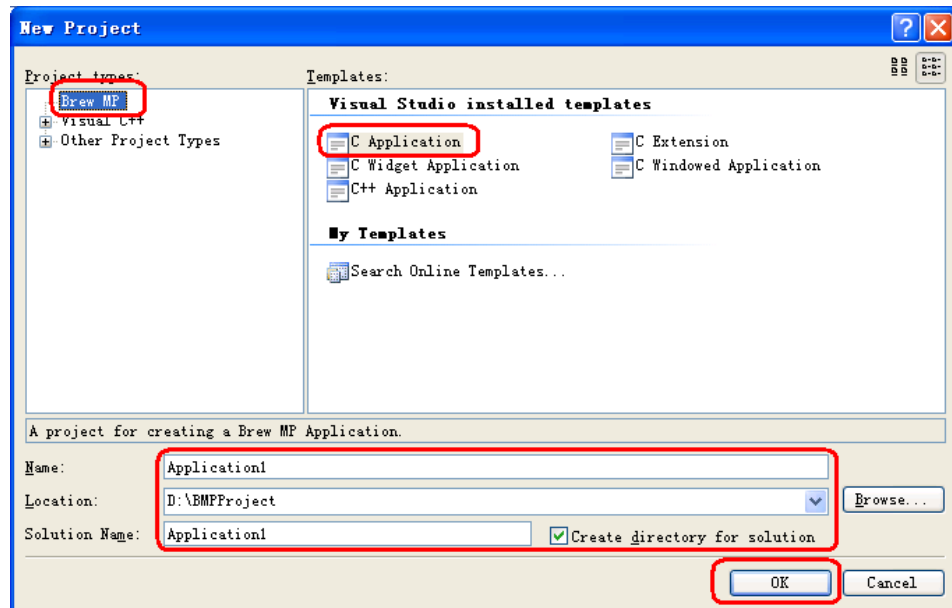 New Project
Project types:
Templates:
Brew MP
Visual C++
Other Project Types
Visual Studio installed templates
C Application
C Extension
C Widget Application
C Windowed Application
C++ Application
My Templates
Search Online Templates...
A project for creating a Brew MP Application.
Name:
Application1
Location:
D:\BMPProject
Browse...
Solution Name:
Application1
Create directory for solution
OK
Cancel